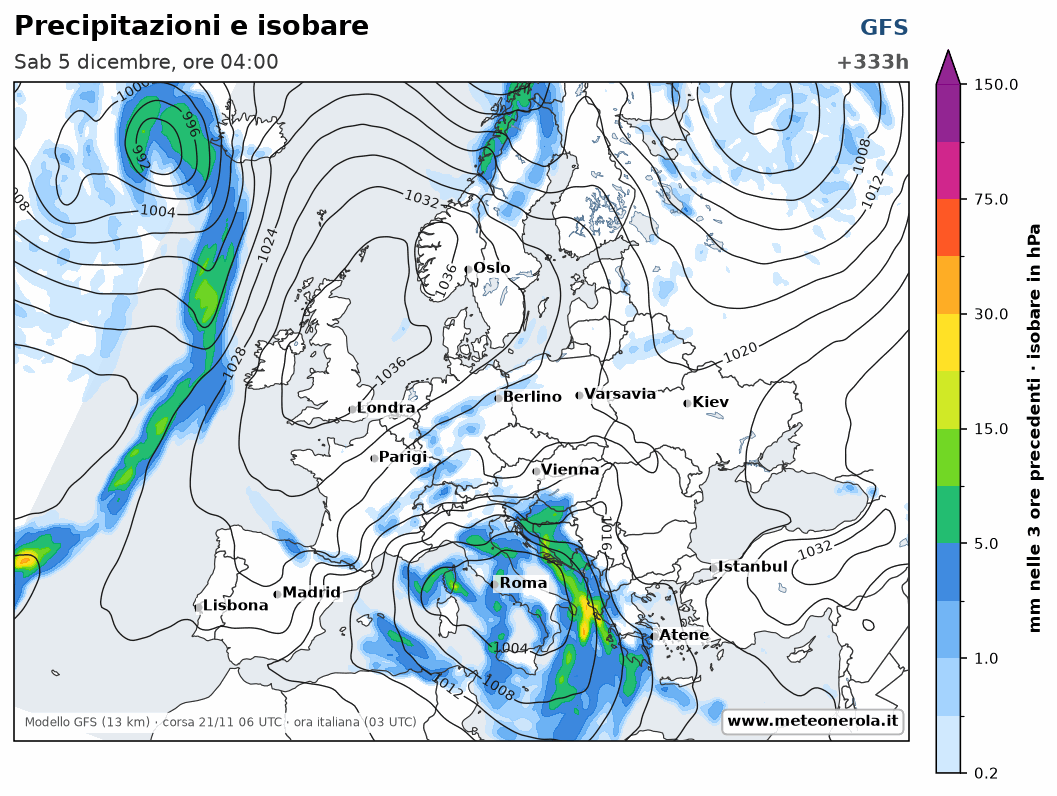 Precipitazioni e isobare
GFS
Sab 5 dicembre, ore 04:00
+333h
1000
996
992
1004
1008
1024
1028
1032
1036
1036
1008
1012
1020
1016
1032
1004
1008
1012
Oslo
Londra
Berlino
Varsavia
Kiev
Parigi
Vienna
Roma
Istanbul
Madrid
Lisbona
Atene
Modello GFS (13 km) · corsa 21/11 06 UTC · ora italiana (03 UTC)
www.meteonerola.it
150.0
75.0
30.0
15.0
5.0
1.0
0.2
mm nelle 3 ore precedenti · isobare in hPa